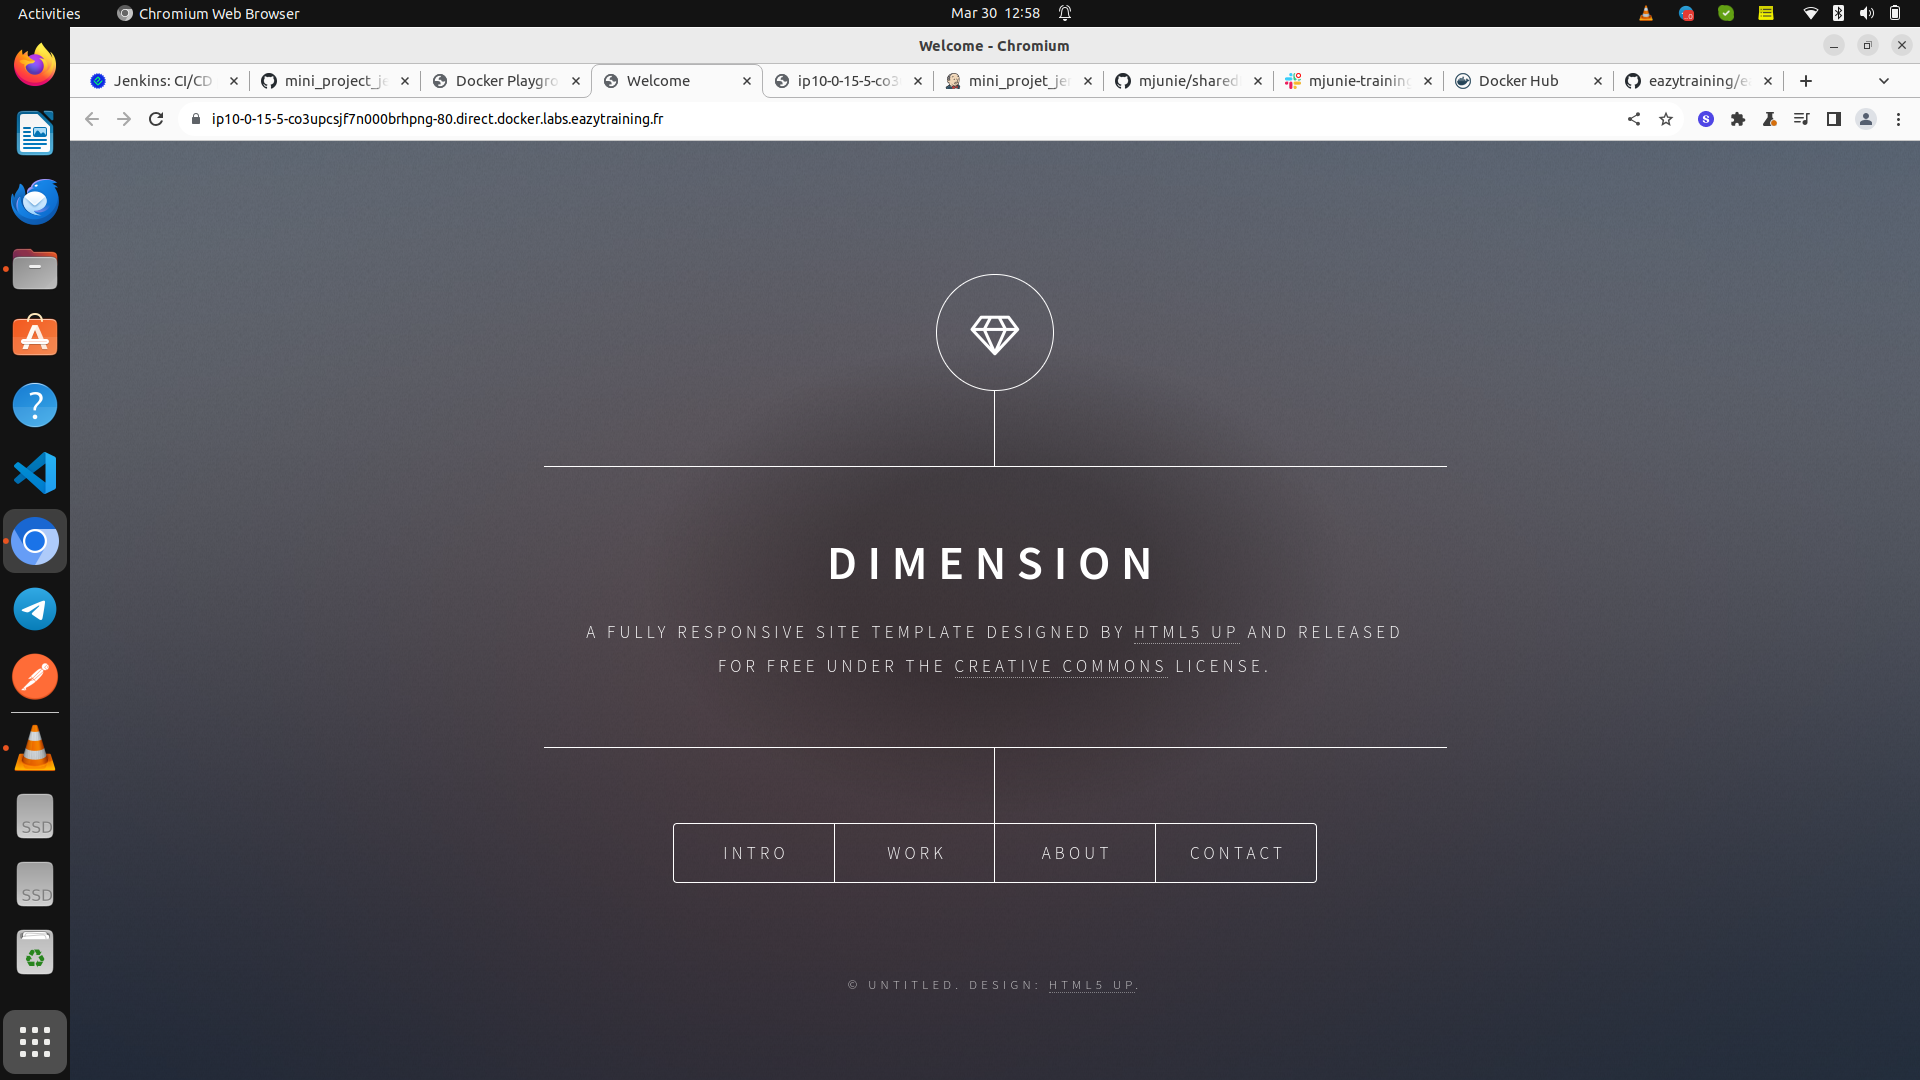 Activities
Chromium Web Browser
Mar 30 12:58
Welcome - Chromium
Jenkins: CI/CD
mini_project_je
Docker Playgro
Welcome
ip10-0-15-5-co3
mini_projet_je
mjunie/shared
mjunie-training
Docker Hub
eazytraining/e
ip10-0-15-5-co3upcsjf7n000brhpng-80.direct.docker.labs.eazytraining.fr
DIMENSION
A FULLY RESPONSIVE SITE TEMPLATE DESIGNED BY HTML5 UP AND RELEASED
FOR FREE UNDER THE CREATIVE COMMONS LICENSE.
INTRO
WORK
ABOUT
CONTACT
© UNTITLED. DESIGN: HTML5 UP.
SSD
SSD